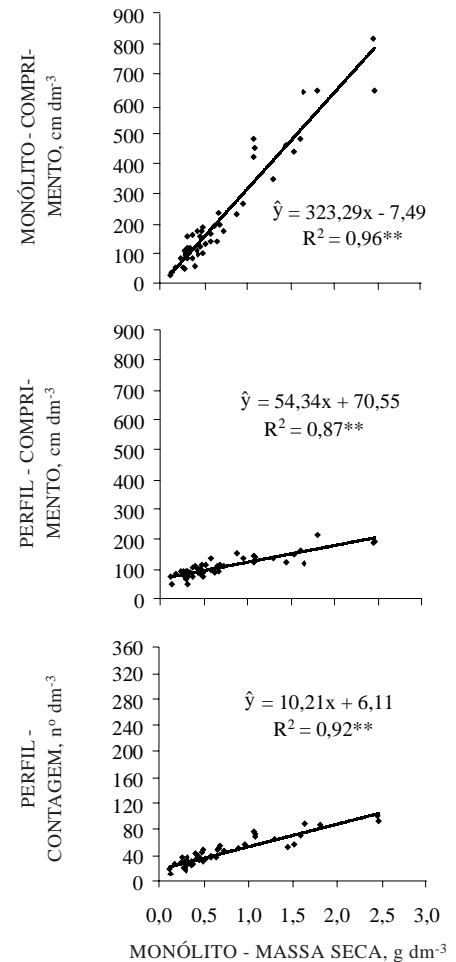 MONÓLITO - COMPRI-
MENTO, cm dm-3
900
800
700
600
500
400
300
200
100
0
ŷ = 323,29x - 7,49
R2 = 0,96**
PERFIL - COMPRI-
MENTO, cm dm-3
900
800
700
600
500
400
300
200
100
0
ŷ = 54,34x + 70,55
R2 = 0,87**
PERFIL -
CONTAGEM, nº dm-3
360
320
280
240
200
160
120
80
40
0
ŷ = 10,21x + 6,11
R2 = 0,92**
0,0 0,5 1,0 1,5 2,0 2,5 3,0
MONÓLITO - MASSA SECA, g dm-3